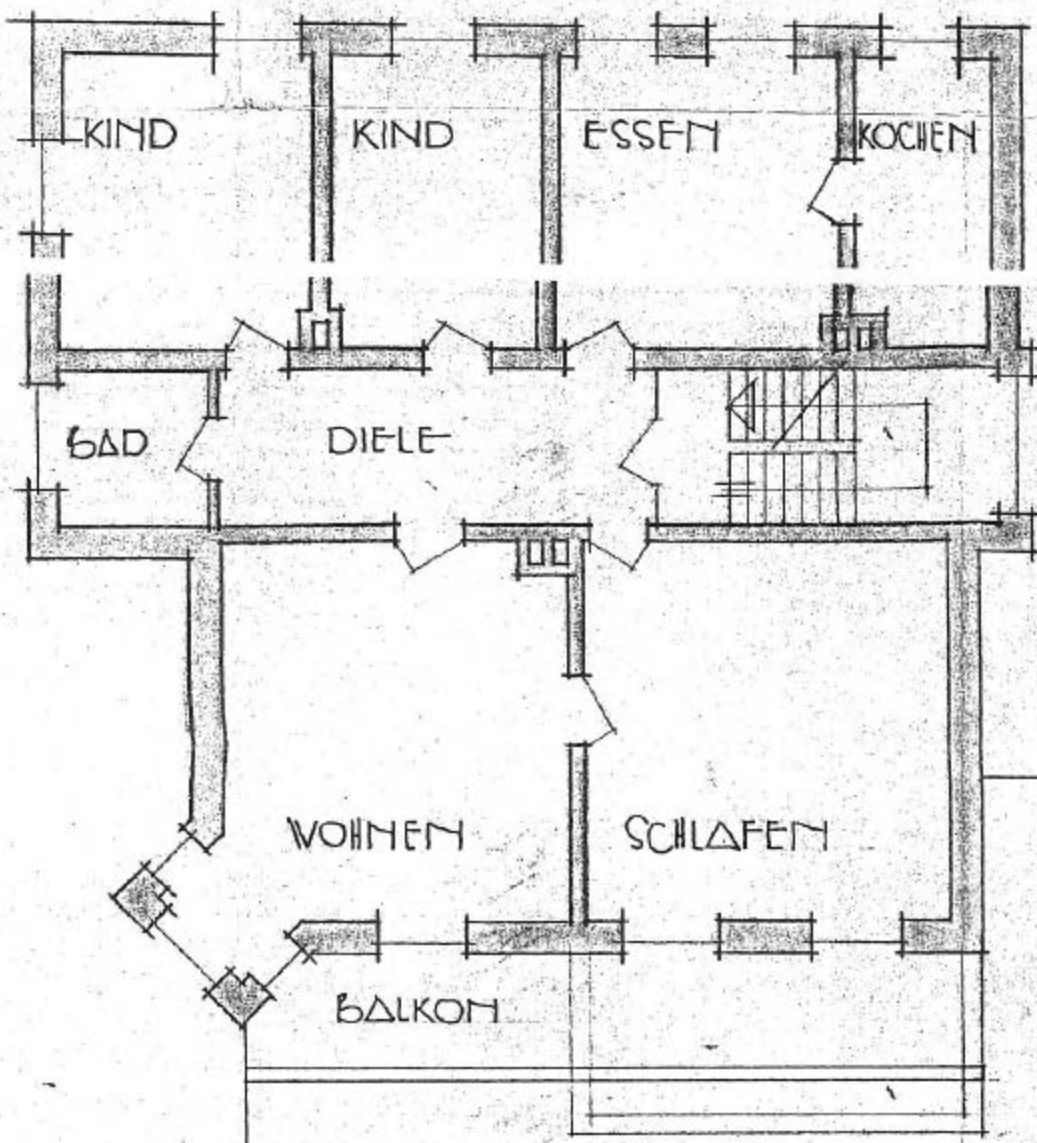 KIND
KIND
ESSEN
KOCHEN
BAD
DIELE
WOHNEN
SCHLAFEN
BALKON